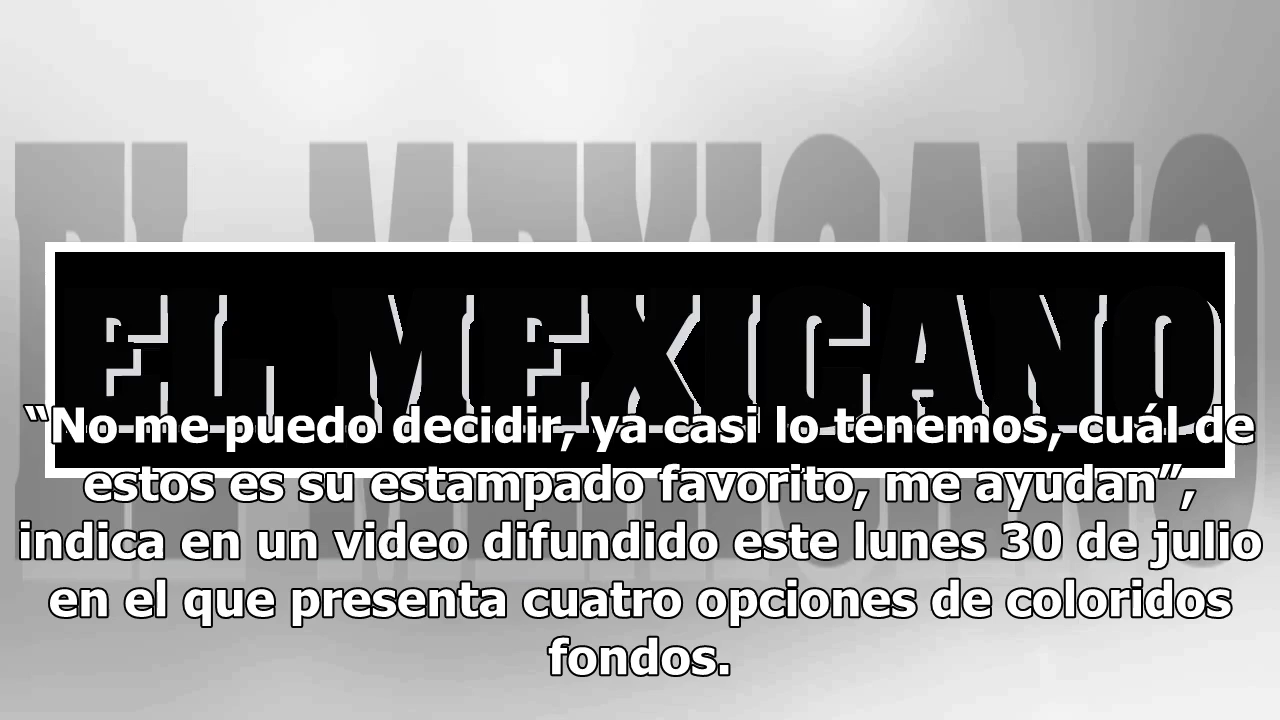 EL MEXICANO
EL MEXICANO
“No me puedo decidir, ya casi lo tenemos, cuál de
estos es su estampado favorito, me ayudan”,
indica en un video difundido este lunes 30 de julio
en el que presenta cuatro opciones de coloridos
fondos.